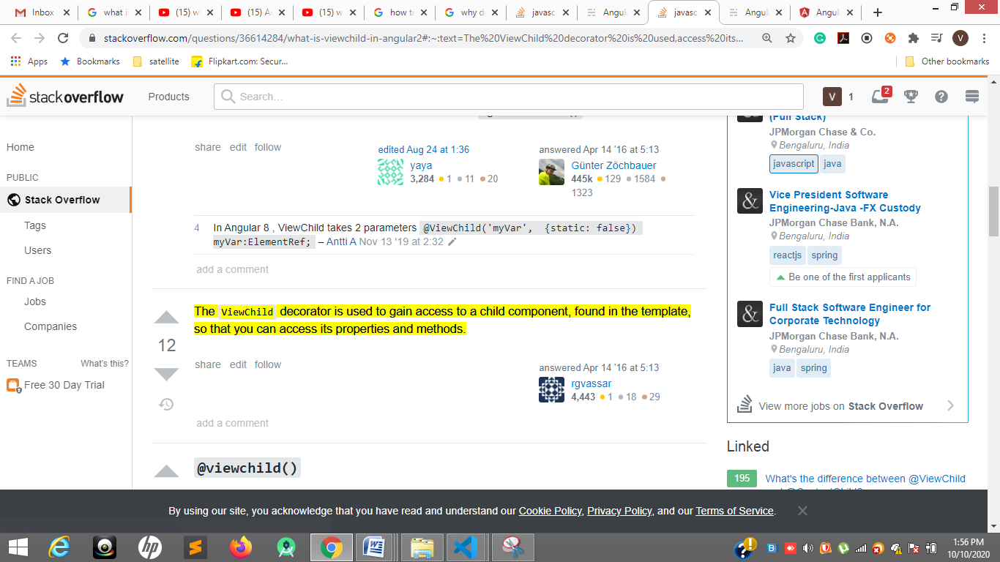 Inbox
what is
(15) w
(15) A
(15) w
how to
why d
javasc
Angul
javasc
Angul
Angul
stackoverflow.com/questions/36614284/what-is-viewchild-in-angular2#:~:text=The%20ViewChild%20decorator%20is%20used,access%20its...
V
Apps
Bookmarks
satellite
Flipkart.com: Secur...
Other bookmarks
stackoverflow
Products
Search...
V
1
2
Home
PUBLIC
Stack Overflow
Tags
Users
FIND A JOB
Jobs
Companies
TEAMS
What's this?
Free 30 Day Trial
share edit follow
edited Aug 24 at 1:36
yaya
3,284 1 11 20
answered Apr 14 '16 at 5:13
Günter Zöchbauer
445k 129 1584
1323
4
In Angular 8 , ViewChild takes 2 parameters @ViewChild('myVar', {static: false})
myVar:ElementRef; – Antti A Nov 13 '19 at 2:32
add a comment
The ViewChild decorator is used to gain access to a child component, found in the template,
so that you can access its properties and methods.
12
share edit follow
answered Apr 14 '16 at 5:13
rgvassar
4,443 1 18 29
add a comment
@viewchild()
(Full Stack)
JPMorgan Chase & Co.
Bengaluru, India
javascript java
&
Vice President Software
Engineering-Java -FX Custody
JPMorgan Chase Bank, N.A.
Bengaluru, India
reactjs spring
Be one of the first applicants
&
Full Stack Software Engineer for
Corporate Technology
JPMorgan Chase Bank, N.A.
Bengaluru, India
java spring
View more jobs on Stack Overflow
Linked
195
What's the difference between @ViewChild
By using our site, you acknowledge that you have read and understand our Cookie Policy, Privacy Policy, and our Terms of Service.
1:56 PM
10/10/2020